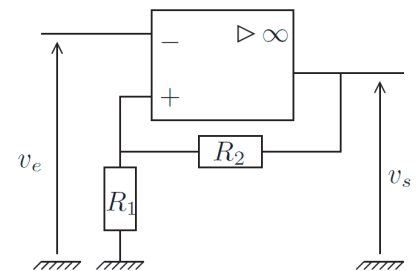 − ▷ ∞
+
R₂
vₑ
vₛ
R₁